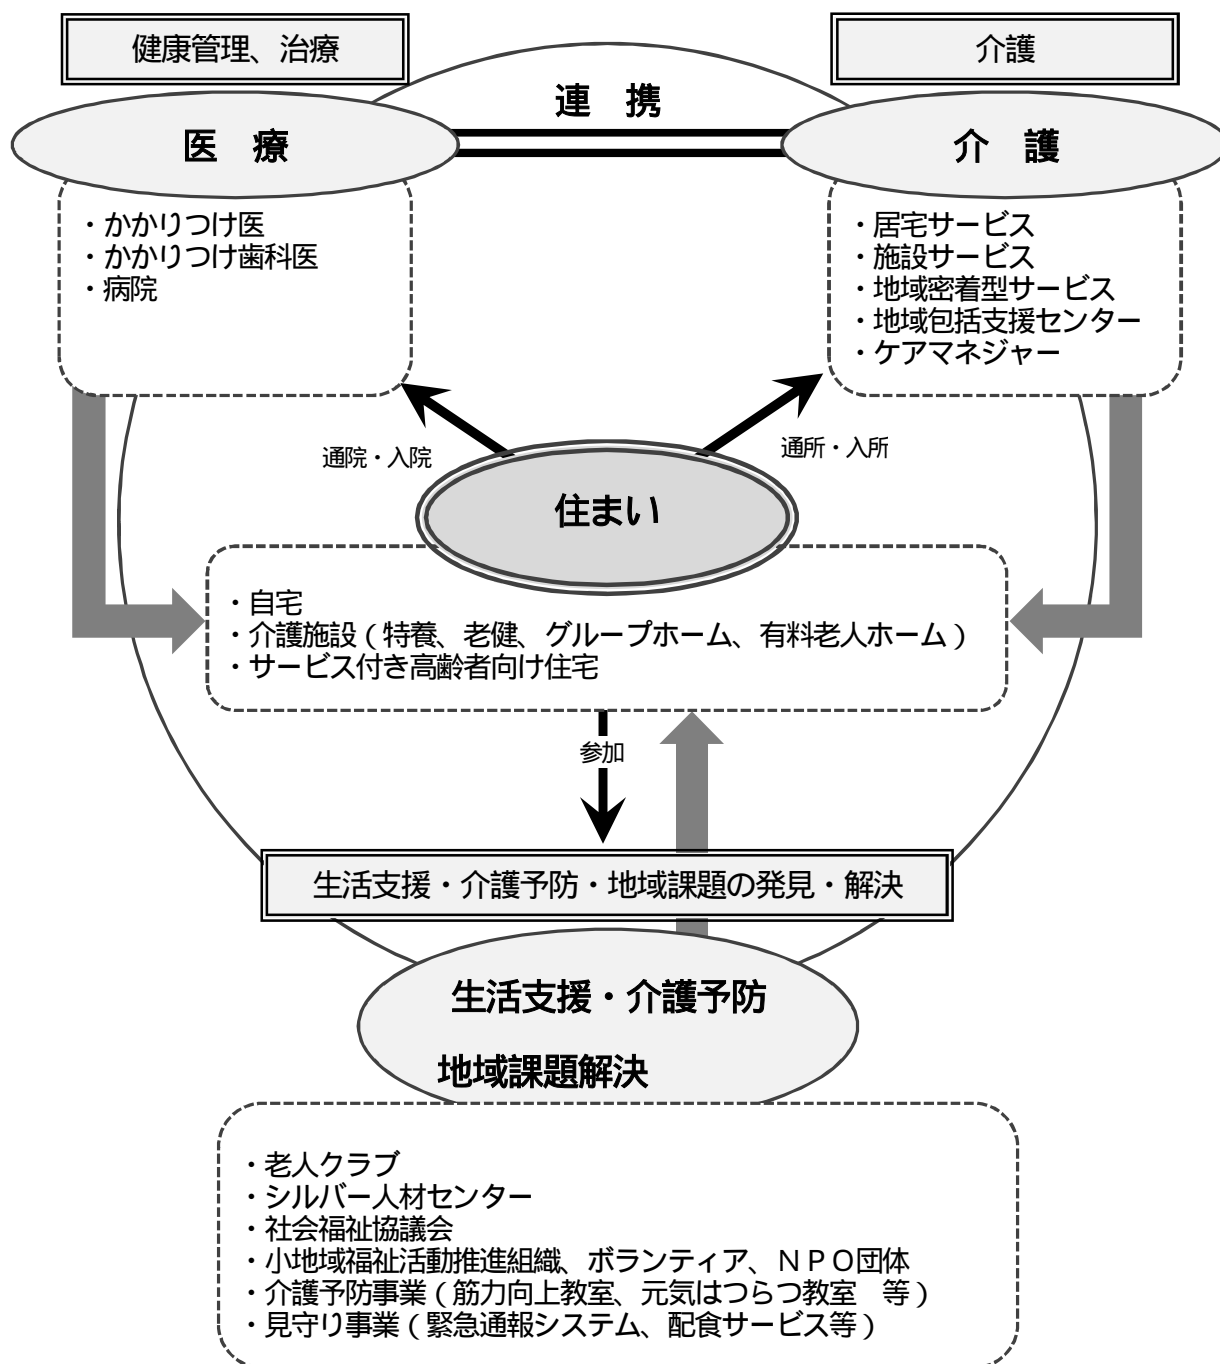 健康管理、治療
介護
連　携
医　療
介　護
・かかりつけ医
・かかりつけ歯科医
・病院
・居宅サービス
・施設サービス
・地域密着型サービス
・地域包括支援センター
・ケアマネジャー
通院・入院
通所・入所
住まい
・自宅
・介護施設（特養、老健、グループホーム、有料老人ホーム）
・サービス付き高齢者向け住宅
参加
生活支援・介護予防・地域課題の発見・解決
生活支援・介護予防
地域課題解決
・老人クラブ
・シルバー人材センター
・社会福祉協議会
・小地域福祉活動推進組織、ボランティア、ＮＰＯ団体
・介護予防事業（筋力向上教室、元気はつらつ教室　等）
・見守り事業（緊急通報システム、配食サービス等）